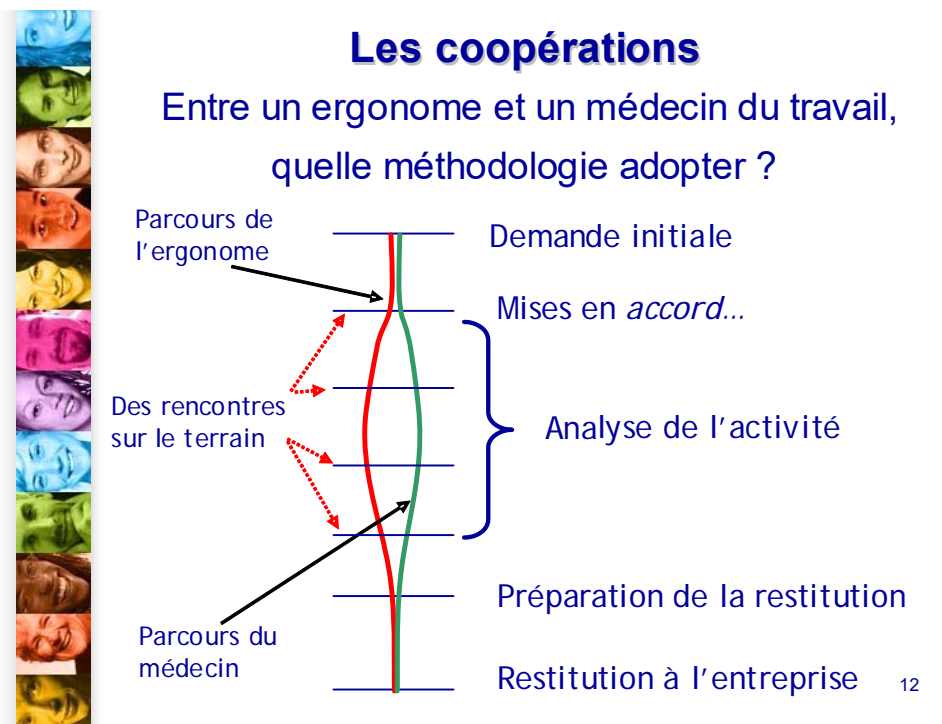 Les coopérations
Entre un ergonome et un médecin du travail,
quelle méthodologie adopter ?
Parcours de
l’ergonome
Demande initiale
Mises en accord…
Des rencontres
sur le terrain
Analyse de l’activité
Préparation de la restitution
Parcours du
médecin
Restitution à l’entreprise
12